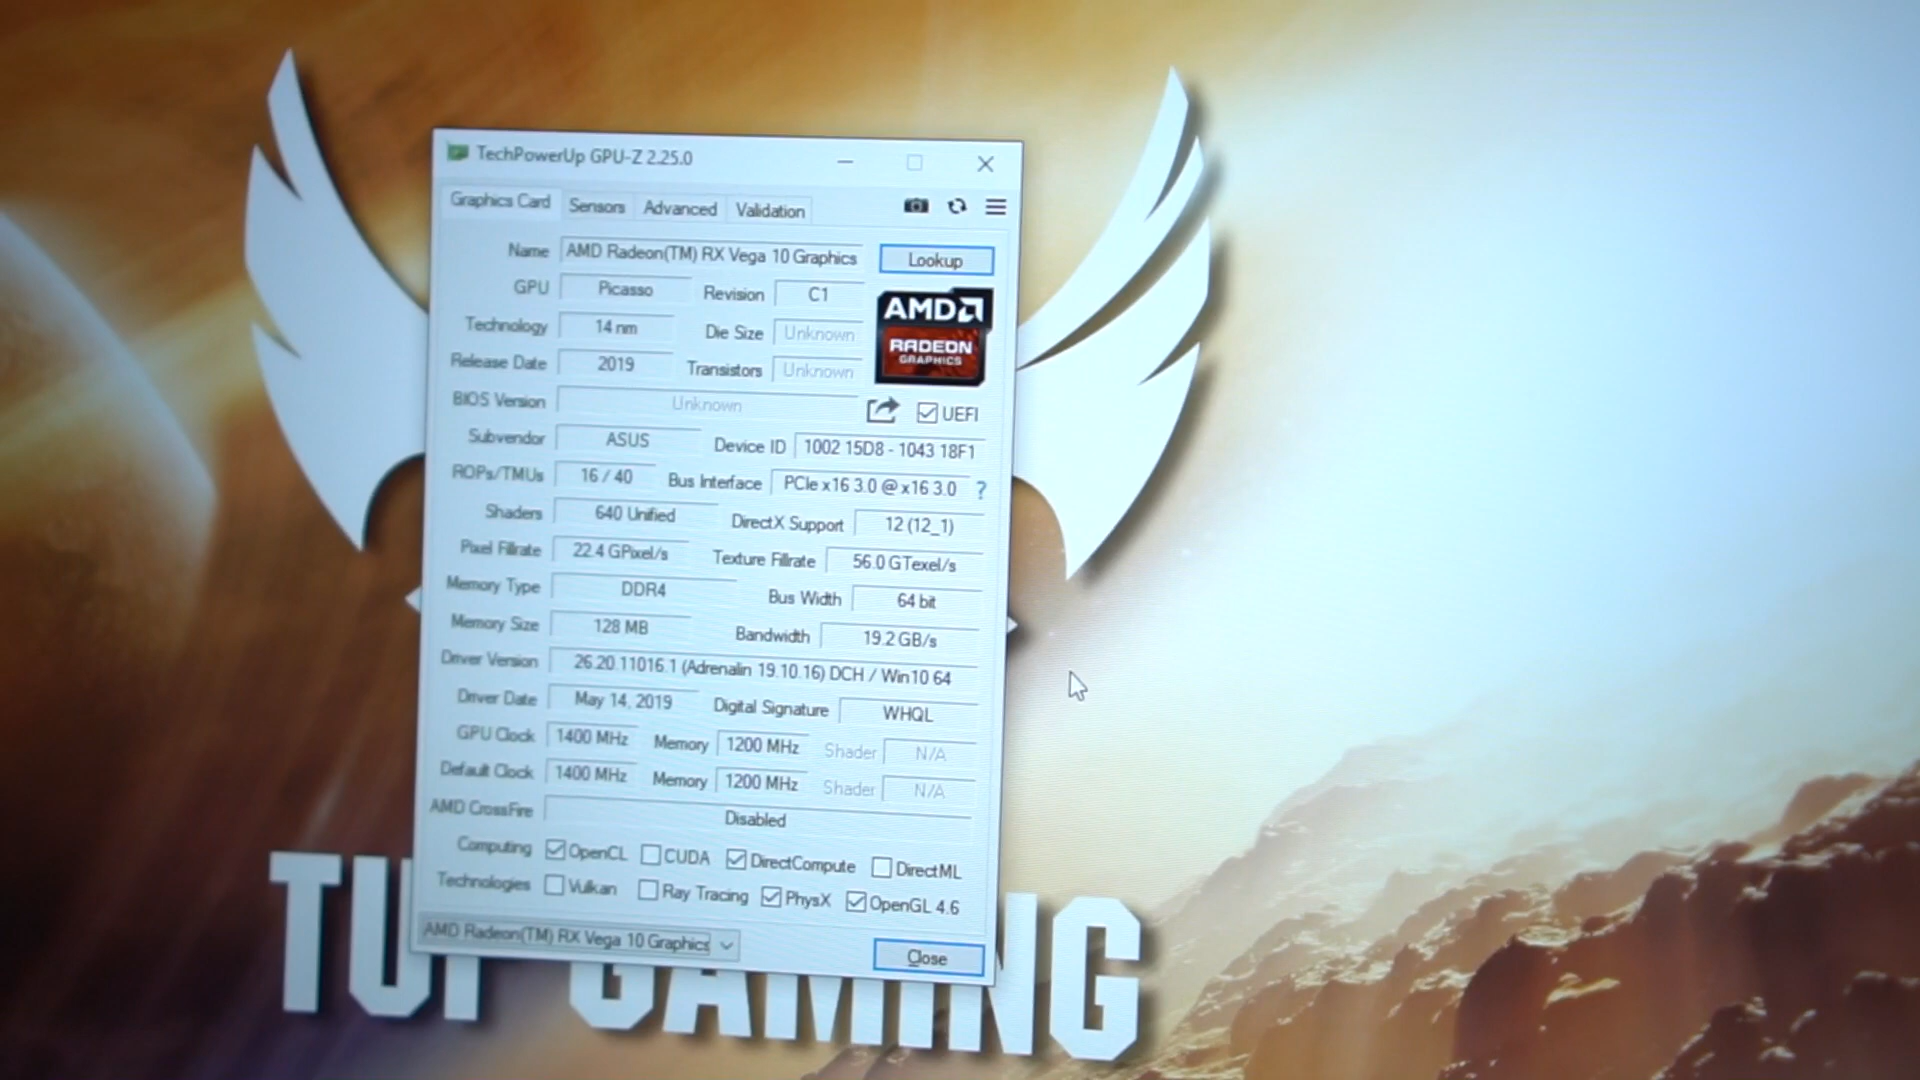 TechPowerUp GPU-Z 2.25.0
Graphics Card Sensors Advanced Validation
Name AMD Radeon(TM) RX Vega 10 Graphics Lookup
GPU Picasso Revision C1
AMD
RADEON
GRAPHICS
Technology 14 nm Die Size Unknown
Release Date 2019 Transistors Unknown
BIOS Version Unknown UEFI
Subvendor ASUS Device ID 1002 15D8 - 1043 18F1
ROPs/TMUs 16 / 40 Bus Interface PCIe x16 3.0 @ x16 3.0 ?
Shaders 640 Unified DirectX Support 12 (12_1)
Pixel Fillrate 22.4 GPixel/s Texture Fillrate 56.0 GTexel/s
Memory Type DDR4 Bus Width 64 bit
Memory Size 128 MB Bandwidth 19.2 GB/s
Driver Version 26.20.11016.1 (Adrenalin 19.10.16) DCH / Win10 64
Driver Date May 14, 2019 Digital Signature WHQL
GPU Clock 1400 MHz Memory 1200 MHz Shader N/A
Default Clock 1400 MHz Memory 1200 MHz Shader N/A
AMD CrossFire Disabled
Computing OpenCL CUDA DirectCompute DirectML
Technologies Vulkan Ray Tracing PhysX OpenGL 4.6
AMD Radeon(TM) RX Vega 10 Graphics Close
TUF GAMING